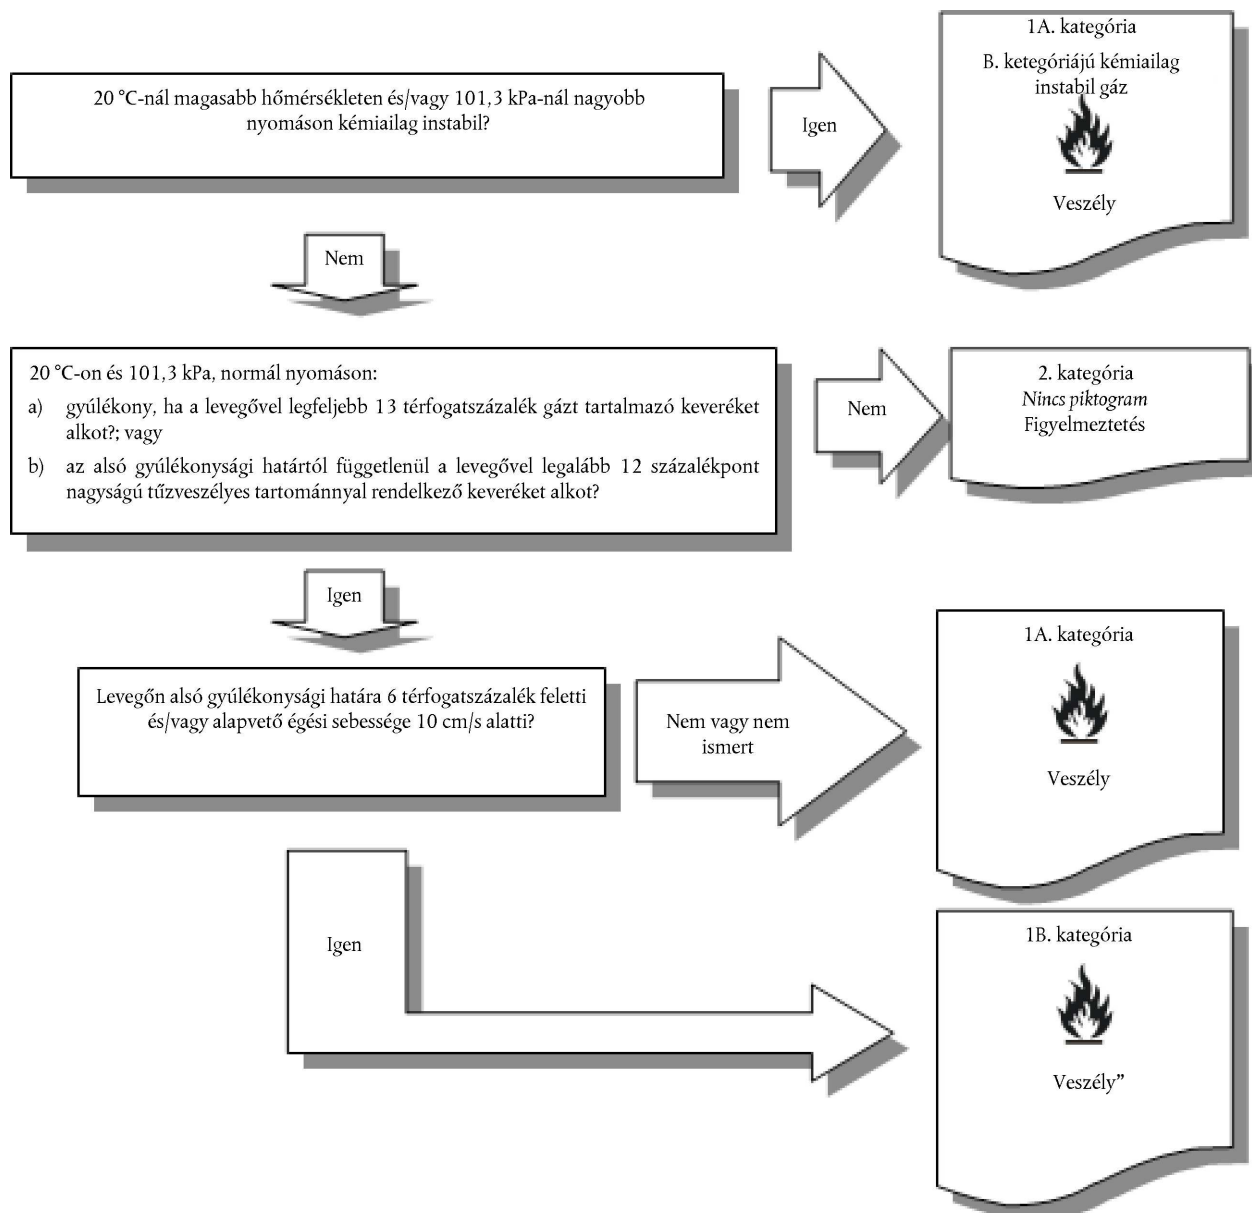 1A. kategória
B. ketegóriájú kémiailag
instabil gáz
Veszély
20 °C-nál magasabb hőmérsékleten és/vagy 101,3 kPa-nál nagyobb
nyomáson kémiailag instabil?
Igen
Nem
20 °C-on és 101,3 kPa, normál nyomáson:
a) gyúlékony, ha a levegővel legfeljebb 13 térfogatszázalék gázt tartalmazó keveréket
alkot?; vagy
b) az alsó gyúlékonysági határtól függetlenül a levegővel legalább 12 százalékpont
nagyságú tűzveszélyes tartománnyal rendelkező keveréket alkot?
Nem
2. kategória
Nincs piktogram
Figyelmeztetés
Igen
Levegőn alsó gyúlékonysági határa 6 térfogatszázalék feletti
és/vagy alapvető égési sebessége 10 cm/s alatti?
Nem vagy nem
ismert
1A. kategória
Veszély
Igen
1B. kategória
Veszély”